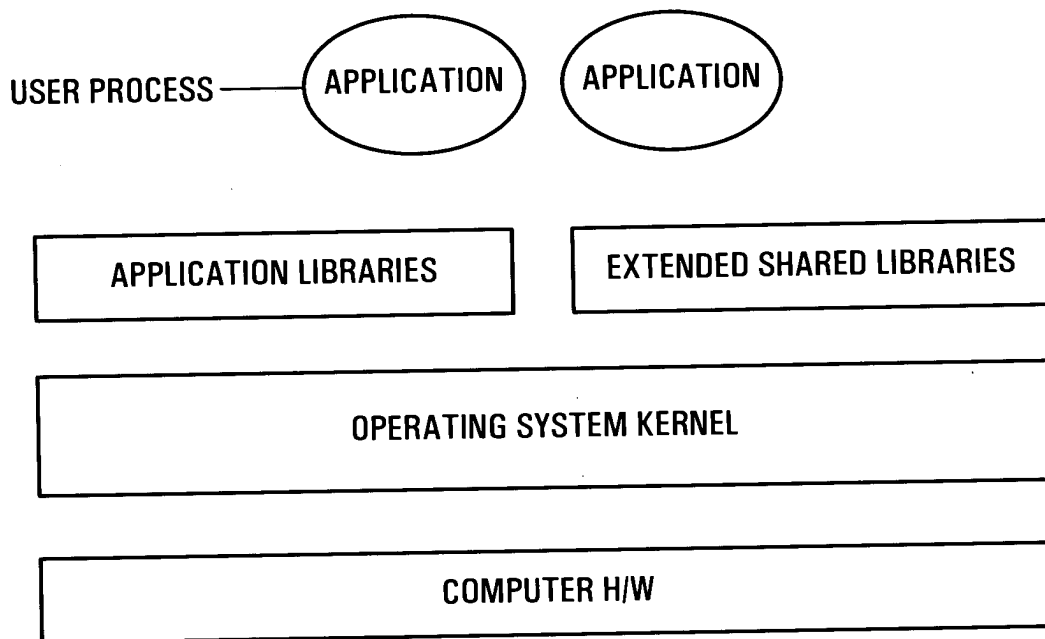 USER PROCESS
APPLICATION
APPLICATION
APPLICATION LIBRARIES
EXTENDED SHARED LIBRARIES
OPERATING SYSTEM KERNEL
COMPUTER H/W